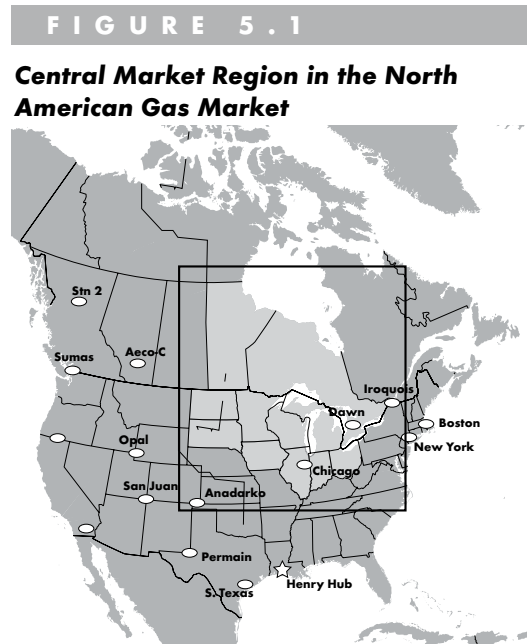 FIGURE 5.1
Central Market Region in the North
American Gas Market
Stn 2
Sumas
Aeco-C
Iroquois
Dawn
Boston
New York
Opal
Chicago
San Juan
Anadarko
Permain
S. Texas
Henry Hub